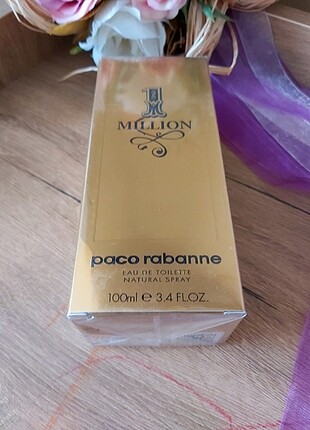 1
MILLION
paco rabanne
EAU DE TOILETTE
NATURAL SPRAY
100ml e 3.4 FL.OZ.